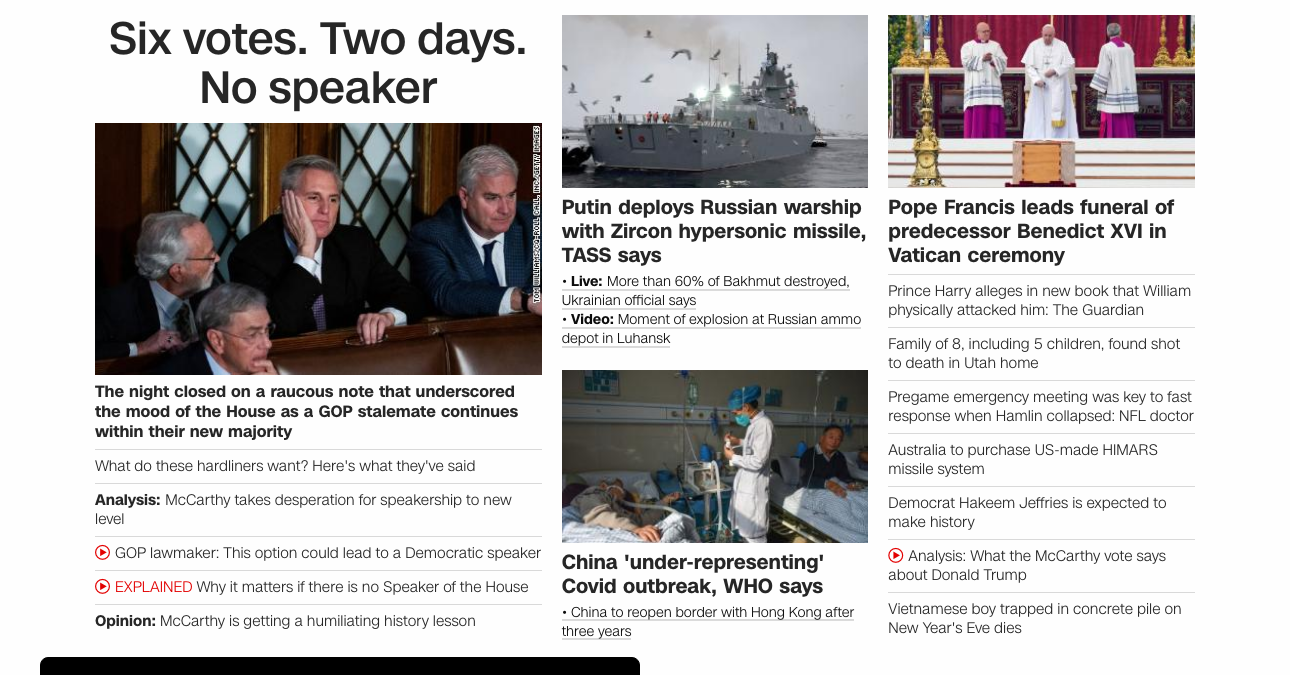 Six votes. Two days.
No speaker
TOM WILLIAMS/CQ-ROLL CALL, INC./GETTY IMAGES
The night closed on a raucous note that underscored
the mood of the House as a GOP stalemate continues
within their new majority
What do these hardliners want? Here's what they've said
Analysis: McCarthy takes desperation for speakership to new
level
GOP lawmaker: This option could lead to a Democratic speaker
EXPLAINED Why it matters if there is no Speaker of the House
Opinion: McCarthy is getting a humiliating history lesson
Putin deploys Russian warship
with Zircon hypersonic missile,
TASS says
• Live: More than 60% of Bakhmut destroyed,
Ukrainian official says
• Video: Moment of explosion at Russian ammo
depot in Luhansk
China 'under-representing'
Covid outbreak, WHO says
• China to reopen border with Hong Kong after
three years
Pope Francis leads funeral of
predecessor Benedict XVI in
Vatican ceremony
Prince Harry alleges in new book that William
physically attacked him: The Guardian
Family of 8, including 5 children, found shot
to death in Utah home
Pregame emergency meeting was key to fast
response when Hamlin collapsed: NFL doctor
Australia to purchase US-made HIMARS
missile system
Democrat Hakeem Jeffries is expected to
make history
Analysis: What the McCarthy vote says
about Donald Trump
Vietnamese boy trapped in concrete pile on
New Year's Eve dies